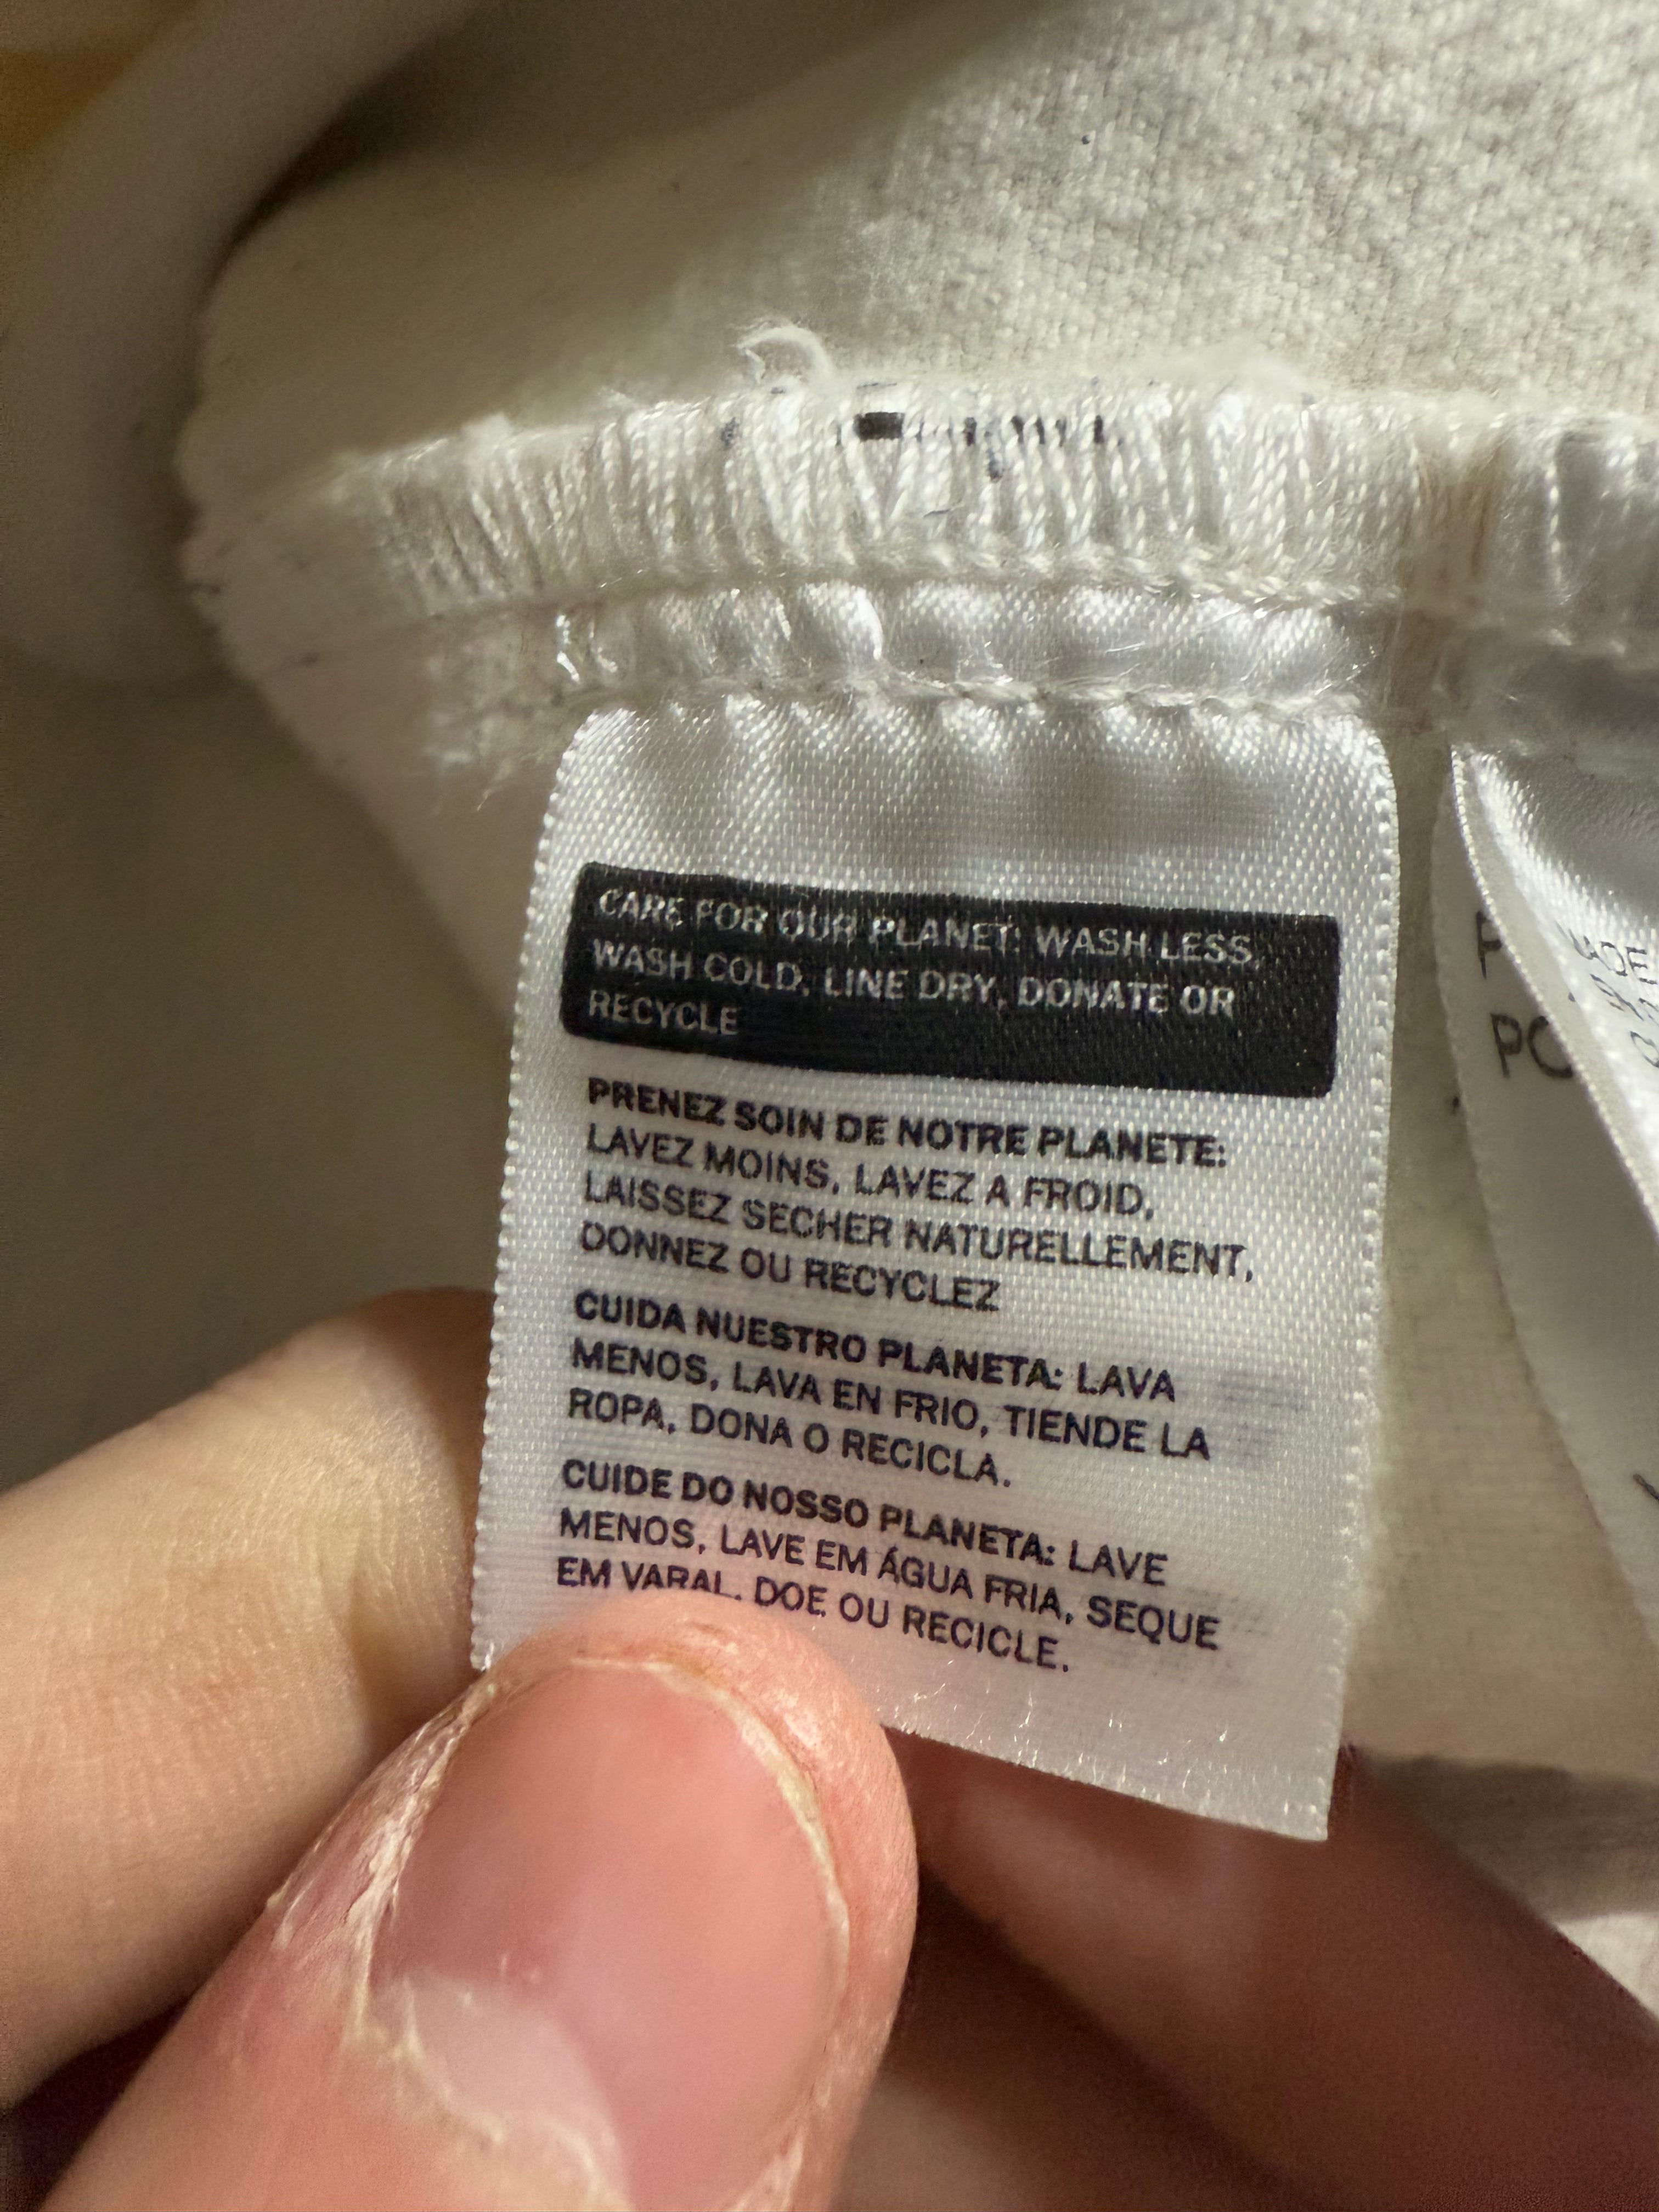 CARE FOR OUR PLANET: WASH LESS,
WASH COLD, LINE DRY, DONATE OR
RECYCLE
PRENEZ SOIN DE NOTRE PLANETE:
LAVEZ MOINS, LAVEZ A FROID,
LAISSEZ SECHER NATURELLEMENT,
DONNEZ OU RECYCLEZ
CUIDA NUESTRO PLANETA: LAVA
MENOS, LAVA EN FRIO, TIENDE LA
ROPA, DONA O RECICLA.
CUIDE DO NOSSO PLANETA: LAVE
MENOS, LAVE EM ÁGUA FRIA, SEQUE
EM VARAL. DOE OU RECICLE.